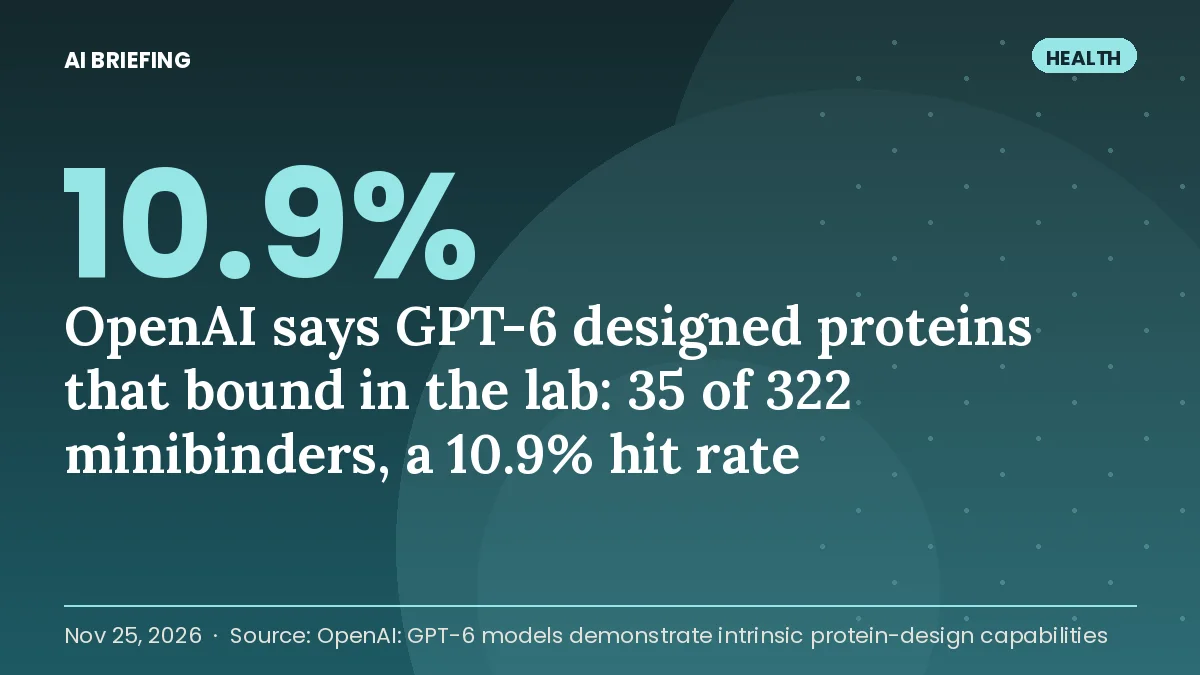 AI BRIEFING
HEALTH
10.9%
OpenAI says GPT-6 designed proteins
that bound in the lab: 35 of 322
minibinders, a 10.9% hit rate
Nov 25, 2026 · Source: OpenAI: GPT-6 models demonstrate intrinsic protein-design capabilities